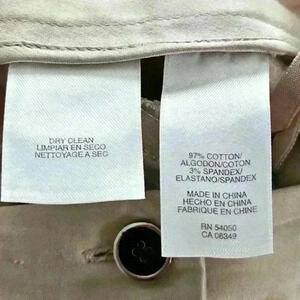 DRY CLEAN
LIMPIAR EN SECO
NETTOYAGE A SEC
97% COTTON/
ALGODON/COTON
3% SPANDEX/
ELASTANO/SPANDEX
MADE IN CHINA
HECHO EN CHINA
FABRIQUE EN CHINE
RN 54050
CA 08349